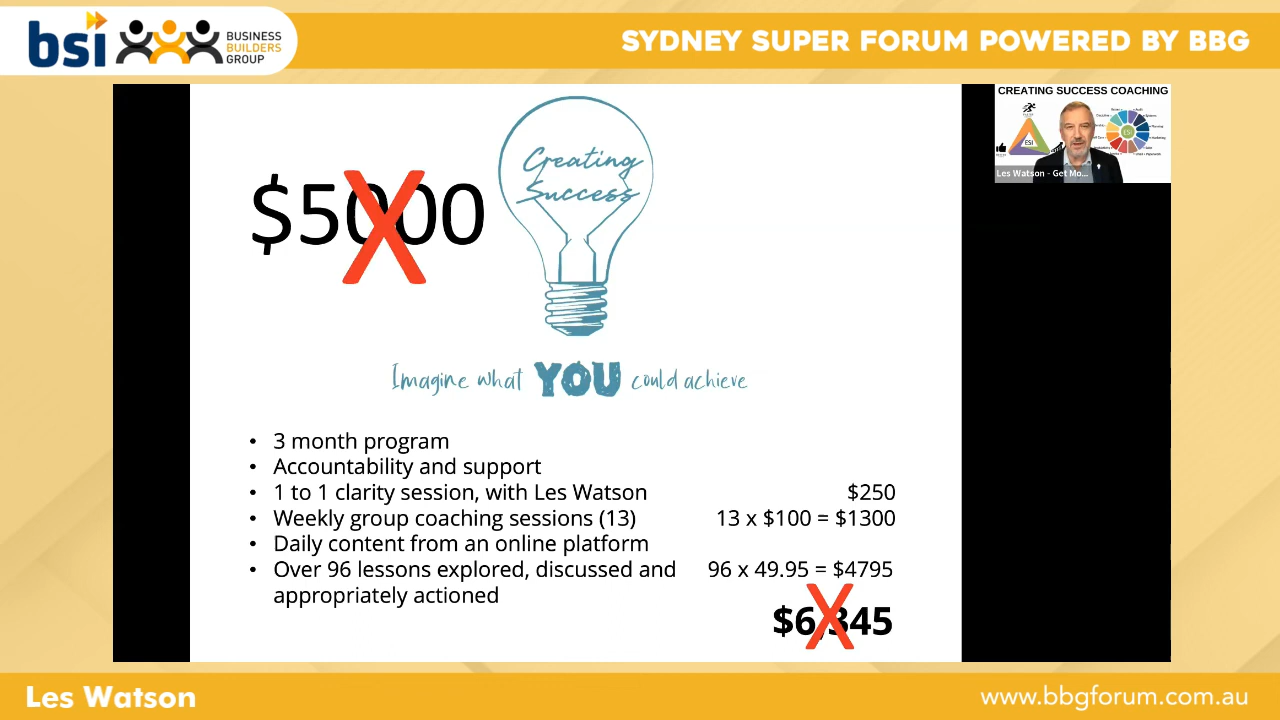 bsi
BUSINESS
BUILDERS
GROUP
SYDNEY SUPER FORUM POWERED BY BBG
CREATING SUCCESS COACHING
ESI
ESI
Les Watson - Get Mo...
$5000
X
Creating
Success
Imagine what YOU could achieve
• 3 month program
• Accountability and support
• 1 to 1 clarity session, with Les Watson $250
• Weekly group coaching sessions (13) 13 x $100 = $1300
• Daily content from an online platform
• Over 96 lessons explored, discussed and 96 x 49.95 = $4795
appropriately actioned
$6,345
X
Les Watson
www.bbgforum.com.au